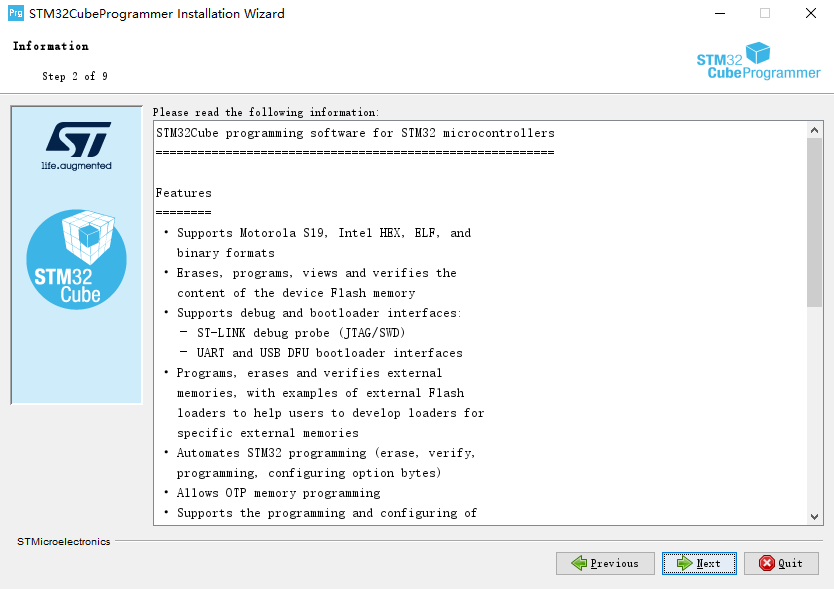 Prg STM32CubeProgrammer Installation Wizard
Information
Step 2 of 9
STM32
CubeProgrammer
life.augmented
STM32
Cube
Please read the following information:
STM32Cube programming software for STM32 microcontrollers
=========================================================
Features
========
• Supports Motorola S19, Intel HEX, ELF, and
binary formats
• Erases, programs, views and verifies the
content of the device Flash memory
• Supports debug and bootloader interfaces:
– ST-LINK debug probe (JTAG/SWD)
– UART and USB DFU bootloader interfaces
• Programs, erases and verifies external
memories, with examples of external Flash
loaders to help users to develop loaders for
specific external memories
• Automates STM32 programming (erase, verify,
programming, configuring option bytes)
• Allows OTP memory programming
• Supports the programming and configuring of
STMicroelectronics
Previous
Next
Quit